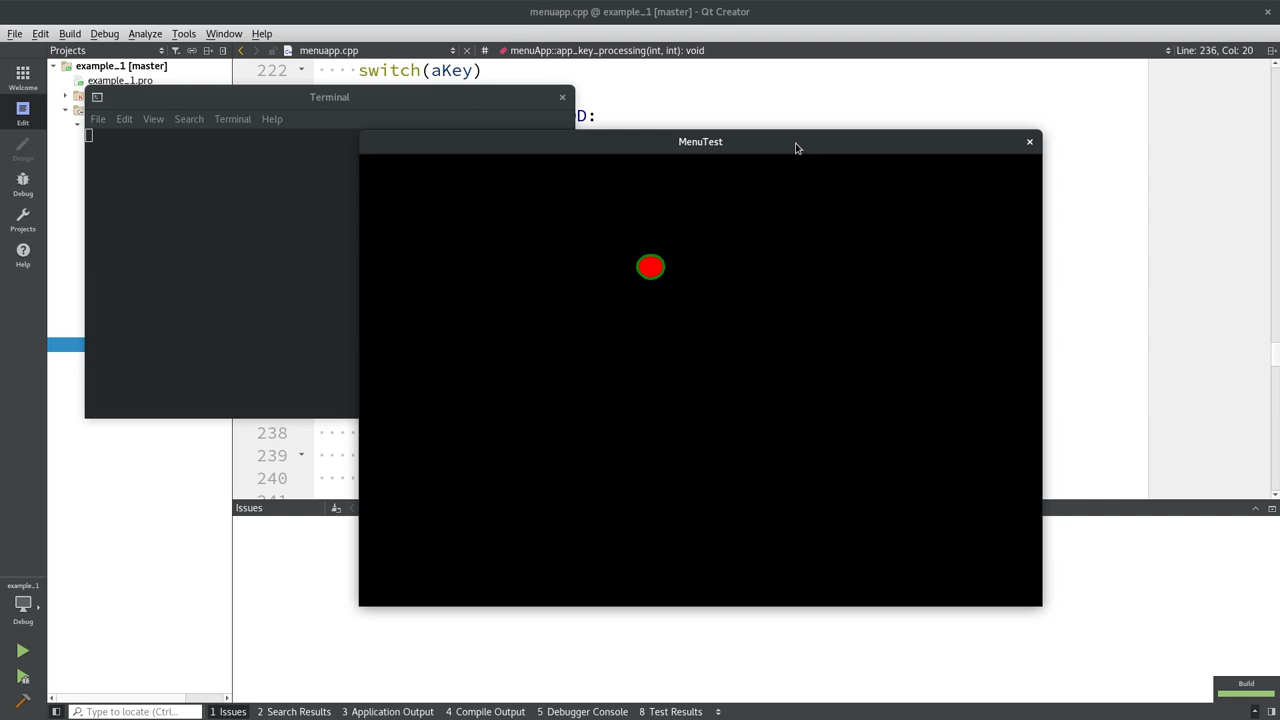 menuapp.cpp @ example_1 [master] - Qt Creator
File Edit Build Debug Analyze Tools Window Help
Projects
menuapp.cpp
# menuApp::app_key_processing(int, int): void
Line: 236, Col: 20
Welcome
Edit
Design
Debug
Projects
Help
example_1 [master]
example_1.pro
222 switch(aKey)
D:
Terminal
File Edit View Search Terminal Help
MenuTest
238
239
240
Issues
example_1
Debug
Build
Type to locate (Ctrl...
1 Issues 2 Search Results 3 Application Output 4 Compile Output 5 Debugger Console 8 Test Results